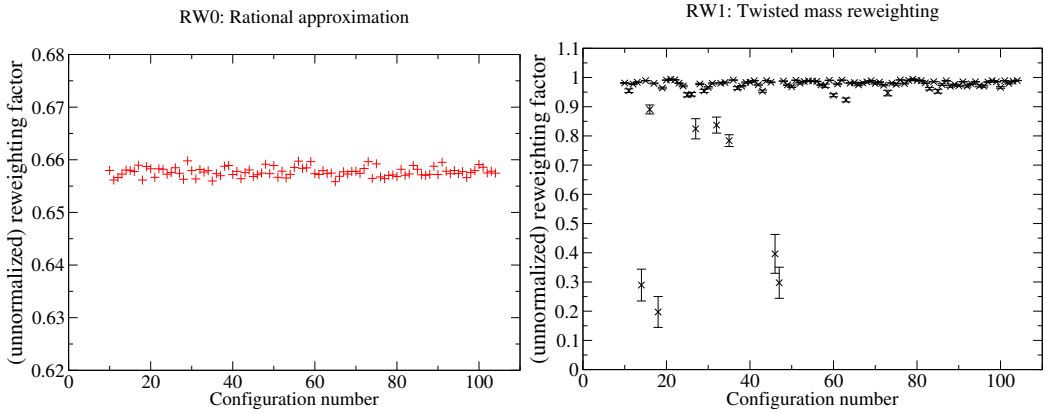 RW0: Rational approximation
(unnormalized) reweighting factor
0.68
0.67
0.66
0.65
0.64
0.63
0.62
0 20 40 60 80 100
Configuration number
RW1: Twisted mass reweighting
(unnormalized) reweighting factor
1.1
1
0.9
0.8
0.7
0.6
0.5
0.4
0.3
0.2
0.1
0
0 20 40 60 80 100
Configuration number